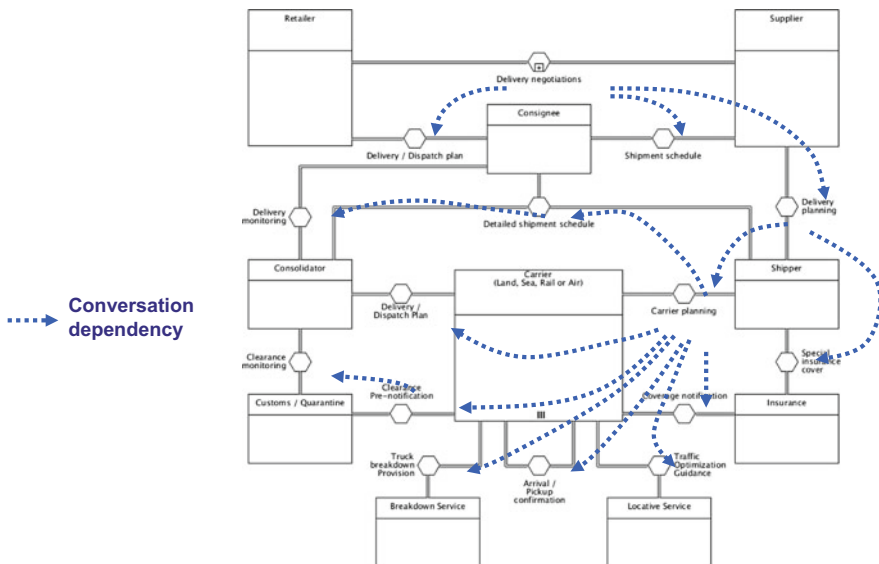 Retailer
Supplier
Delivery negotiations
Consignee
Delivery / Dispatch plan
Shipment schedule
Delivery
monitoring
Detailed shipment schedule
Delivery
planning
Consolidator
Carrier
(Land, Sea, Rail or Air)
Shipper
Conversation
dependency
Delivery /
Dispatch Plan
Carrier planning
Clearance
monitoring
Special
insurance
cover
Clearance
Pre-notification
Coverage notification
Customs / Quarantine
Insurance
Truck
breakdown
Provision
Arrival /
Pickup
confirmation
Traffic
Optimization
Guidance
Breakdown Service
Locative Service